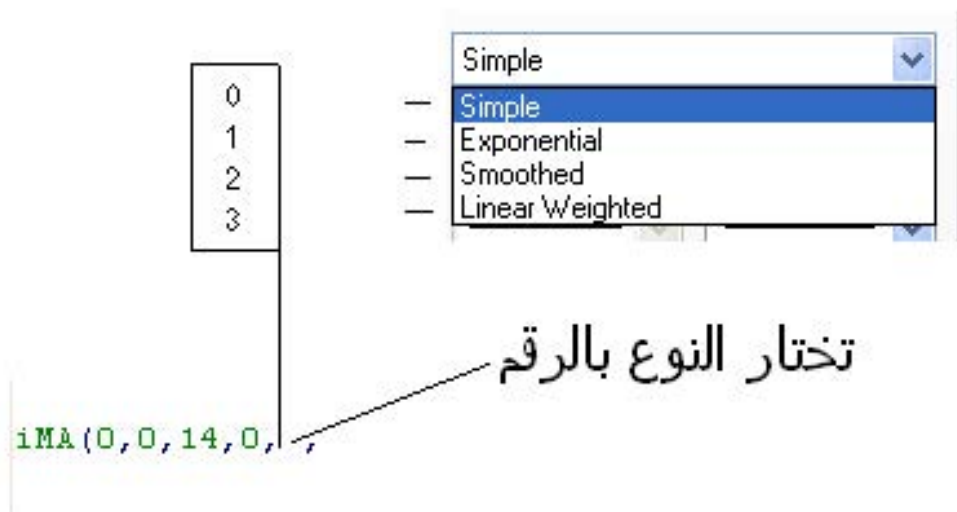 Simple
0 – Simple
1 – Exponential
2 – Smoothed
3 – Linear Weighted
تختار النوع بالرقم
iMA(0,0,14,0, ,